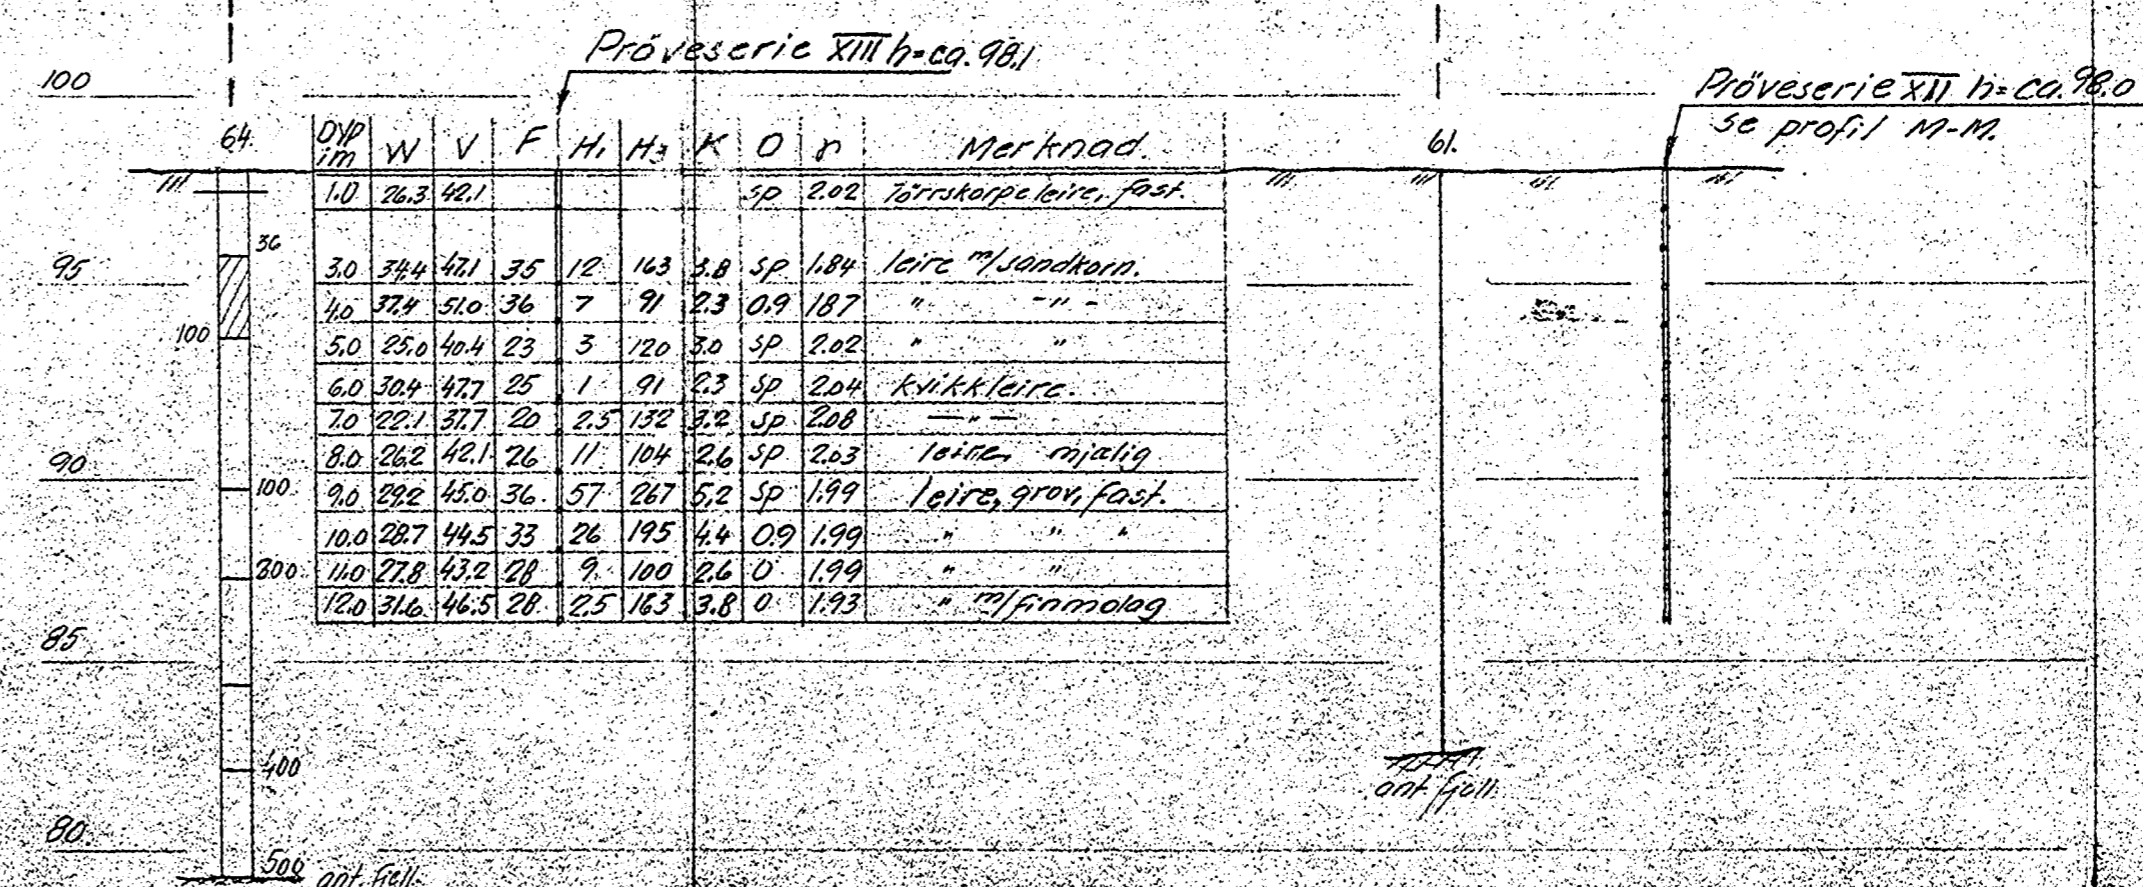 Pröveserie XIII h=ca. 98.1
100
Pröveserie XII h=ca. 98.0
se profil M-M.
64.
61.
DYP i m W V F H₁ H₃ K O γ Merknad.
1.0 26.3 42.1 sp 2.02 Törrskorpeleire, fast.
36
95
3.0 34.4 47.1 35 12 163 3.8 sp 1.84 leire m/sandkorn.
4.0 37.4 51.0 36 7 91 2.3 0.9 1.87 " -"-
100
5.0 25.0 40.4 23 3 120 3.0 sp 2.02 " "
6.0 30.4 47.7 25 1 91 2.3 sp 2.04 kvikkleire.
7.0 22.1 37.7 20 2.5 132 3.2 sp 2.08 —"—
90
8.0 26.2 42.1 26 11 104 2.6 sp 2.03 leire, mjælig
100
9.0 29.2 45.0 36 57 267 5.2 sp 1.99 leire, grov, fast.
10.0 28.7 44.5 33 26 195 4.4 0.9 1.99 " " "
11.0 27.8 43.2 28 9 100 2.6 0 1.99 " "
12.0 31.6 46.5 28 2.5 163 3.8 0 1.93 " m/finmolag
85
400
ant. fjell
80.
500
ant. fjell.